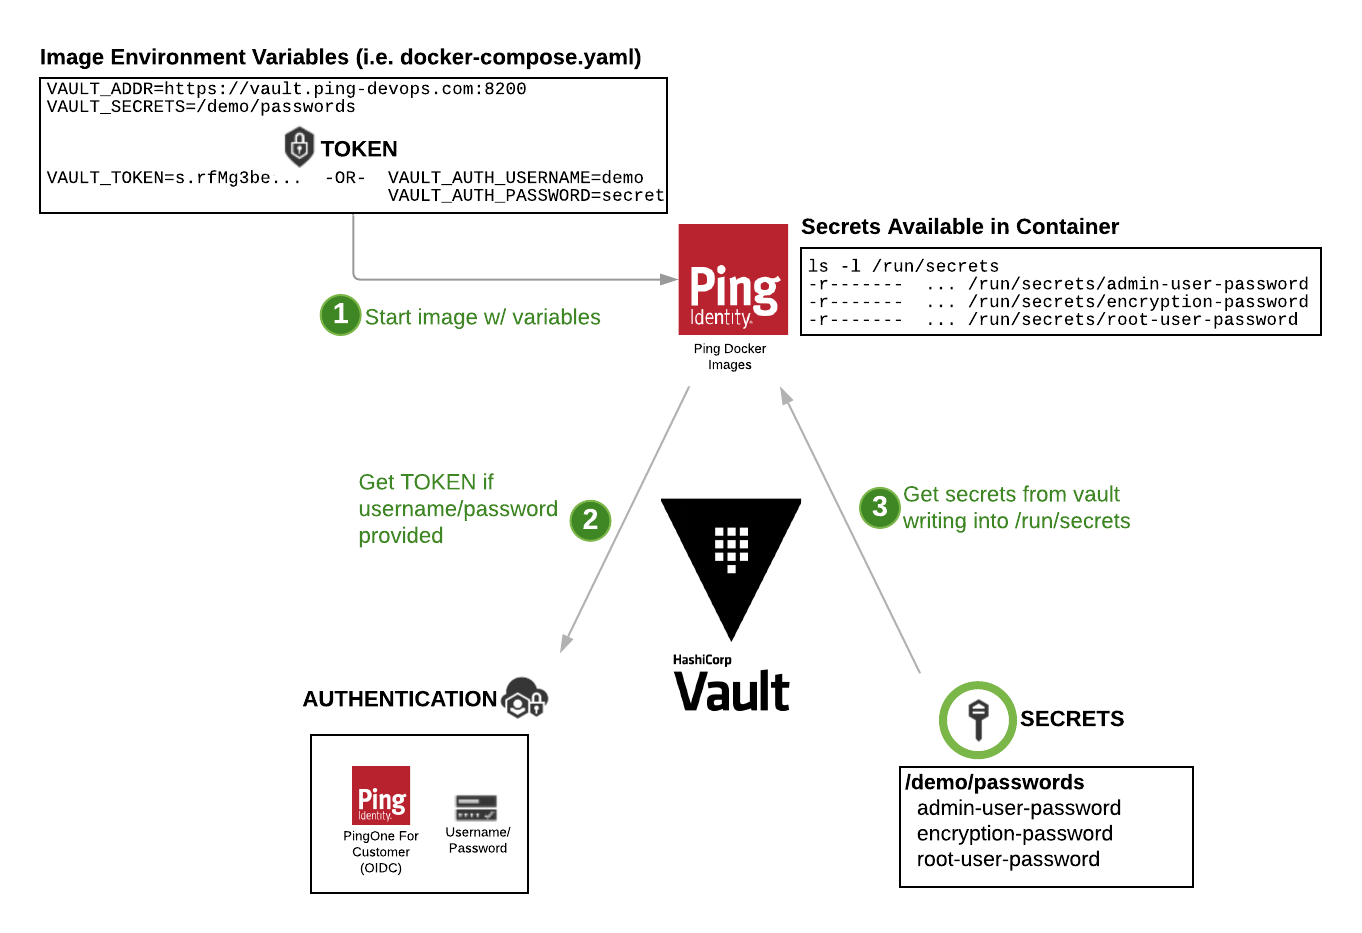 Image Environment Variables (i.e. docker-compose.yaml)
VAULT_ADDR=https://vault.ping-devops.com:8200
VAULT_SECRETS=/demo/passwords
TOKEN
VAULT_TOKEN=s.rfMg3be... -OR- VAULT_AUTH_USERNAME=demo
VAULT_AUTH_PASSWORD=secret
1 Start image w/ variables
Ping
Identity.
Ping Docker
Images
Secrets Available in Container
ls -l /run/secrets
-r------- ... /run/secrets/admin-user-password
-r------- ... /run/secrets/encryption-password
-r------- ... /run/secrets/root-user-password
Get TOKEN if
username/password
provided
2
3
Get secrets from vault
writing into /run/secrets
HashiCorp
Vault
AUTHENTICATION
Ping
Identity.
PingOne For
Customer
(OIDC)
Username/
Password
SECRETS
/demo/passwords
admin-user-password
encryption-password
root-user-password